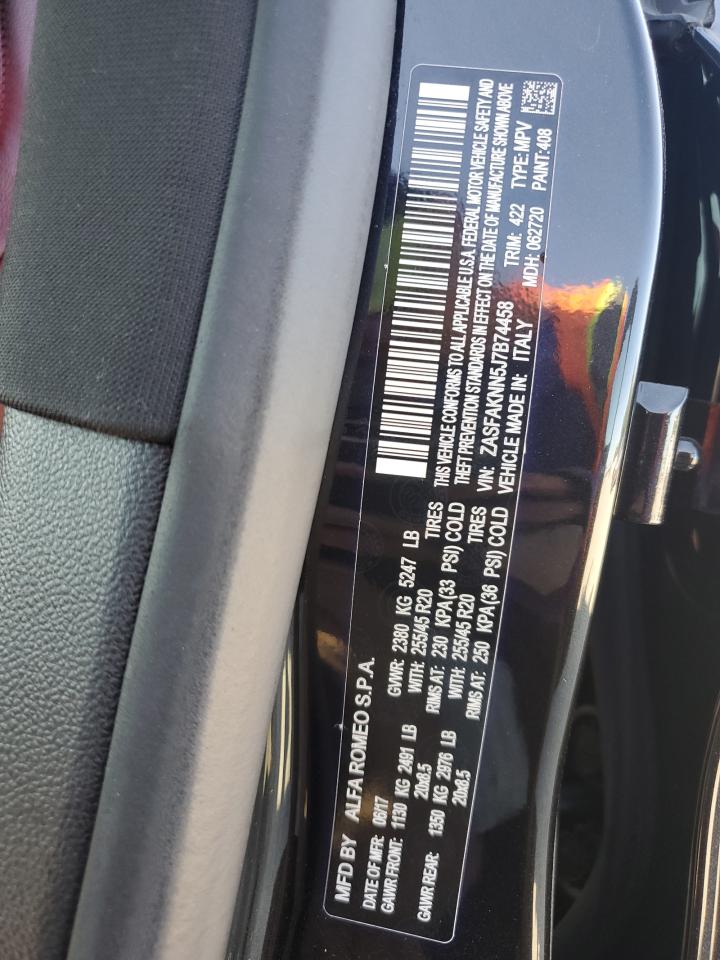 MFD BY ALFA ROMEO S.P.A.
DATE OF MFR: 06/17 GVWR: 2380 KG 5247 LB
GAWR FRONT: 1130 KG 2491 LB WITH: 255/45 R20 TIRES
20x8.5 RIMS AT: 230 KPA(33 PSI) COLD
GAWR REAR: 1350 KG 2976 LB WITH: 255/45 R20 TIRES
20x8.5 RIMS AT: 250 KPA(36 PSI) COLD
THIS VEHICLE CONFORMS TO ALL APPLICABLE U.S.A. FEDERAL MOTOR VEHICLE SAFETY AND
THEFT PREVENTION STANDARDS IN EFFECT ON THE DATE OF MANUFACTURE SHOWN ABOVE
VIN: ZASFAKNN5J7B74458 TRIM: 422 TYPE: MPV
VEHICLE MADE IN: ITALY MDH: 062720 PAINT: 408